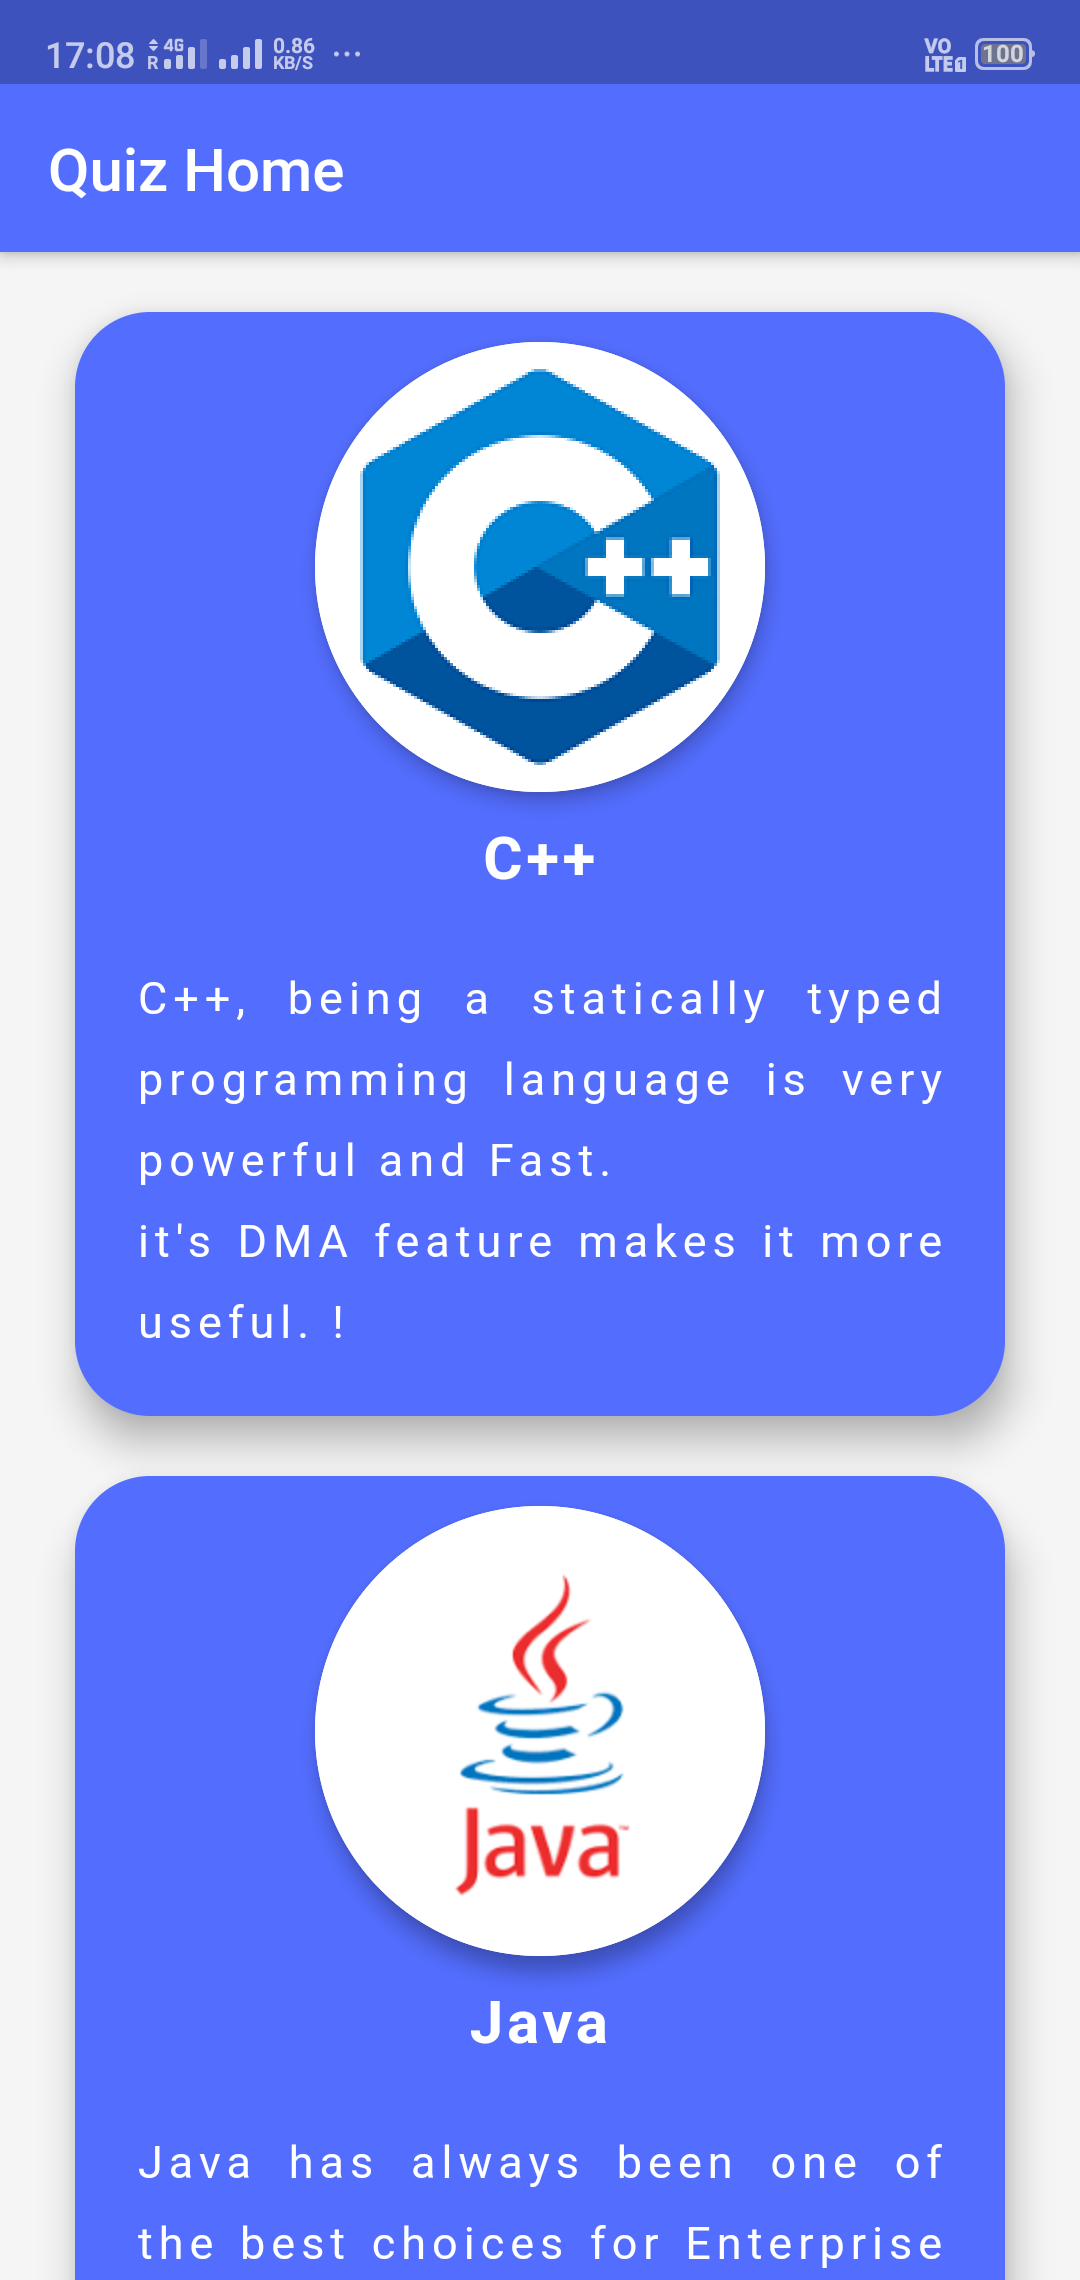 17:08 R 4G 0.86 KB/S ... VO LTE 1 100
Quiz Home
C++
C++
C++, being a statically typed
programming language is very
powerful and Fast.
it's DMA feature makes it more
useful. !
Java™
Java
Java has always been one of
the best choices for Enterprise